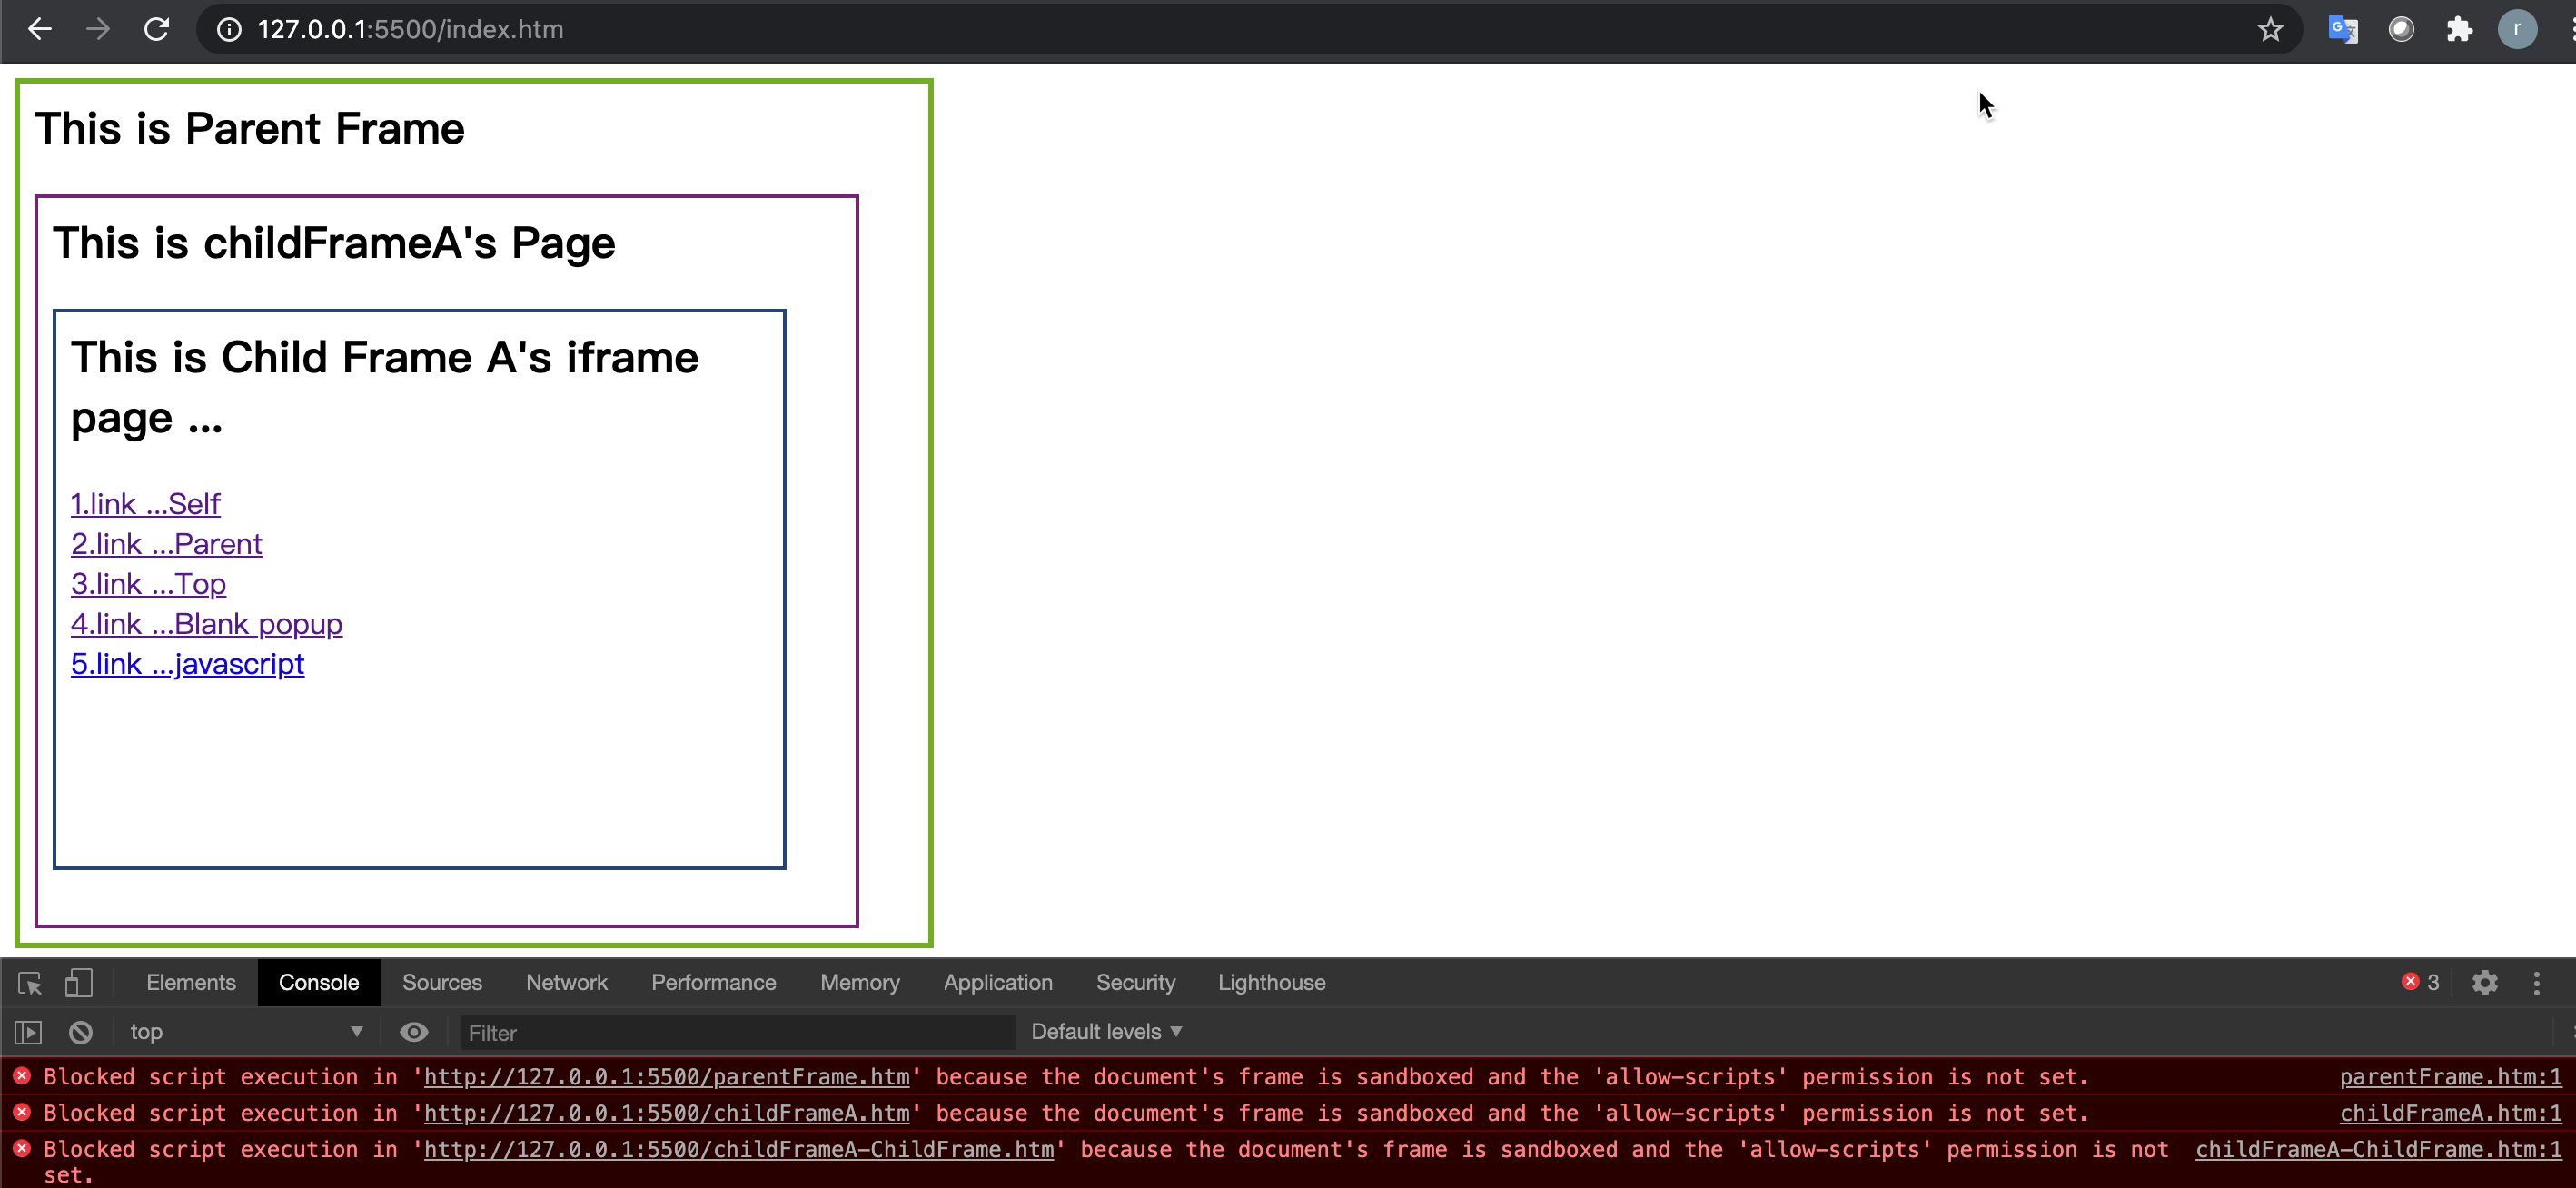 127.0.0.1:5500/index.htm
r
This is Parent Frame
This is childFrameA's Page
This is Child Frame A's iframe
page ...
1.link ...Self
2.link ...Parent
3.link ...Top
4.link ...Blank popup
5.link ...javascript
Elements Console Sources Network Performance Memory Application Security Lighthouse 3
top Filter Default levels
Blocked script execution in 'http://127.0.0.1:5500/parentFrame.htm' because the document's frame is sandboxed and the 'allow-scripts' permission is not set. parentFrame.htm:1
Blocked script execution in 'http://127.0.0.1:5500/childFrameA.htm' because the document's frame is sandboxed and the 'allow-scripts' permission is not set. childFrameA.htm:1
Blocked script execution in 'http://127.0.0.1:5500/childFrameA-ChildFrame.htm' because the document's frame is sandboxed and the 'allow-scripts' permission is not childFrameA-ChildFrame.htm:1
set.